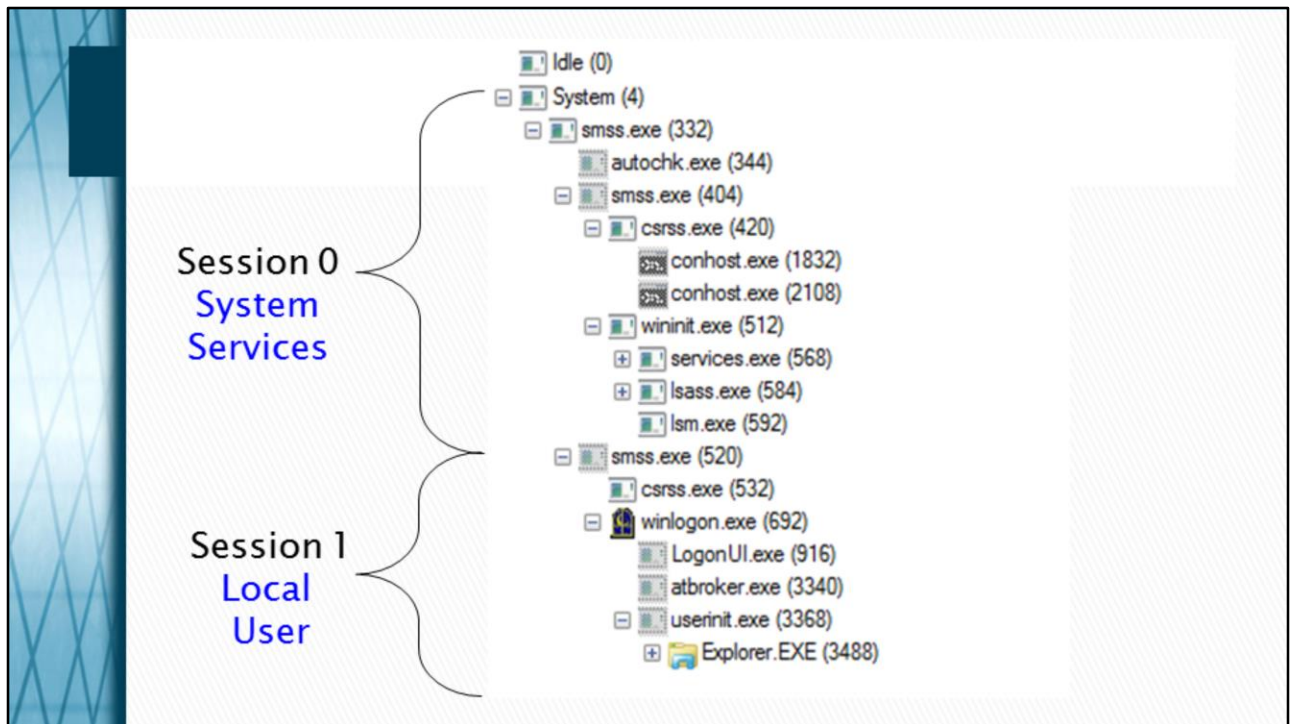 Idle (0)
System (4)
smss.exe (332)
autochk.exe (344)
smss.exe (404)
csrss.exe (420)
conhost.exe (1832)
conhost.exe (2108)
wininit.exe (512)
services.exe (568)
lsass.exe (584)
lsm.exe (592)
smss.exe (520)
csrss.exe (532)
winlogon.exe (692)
LogonUI.exe (916)
atbroker.exe (3340)
userinit.exe (3368)
Explorer.EXE (3488)
Session 0
System
Services
Session 1
Local
User